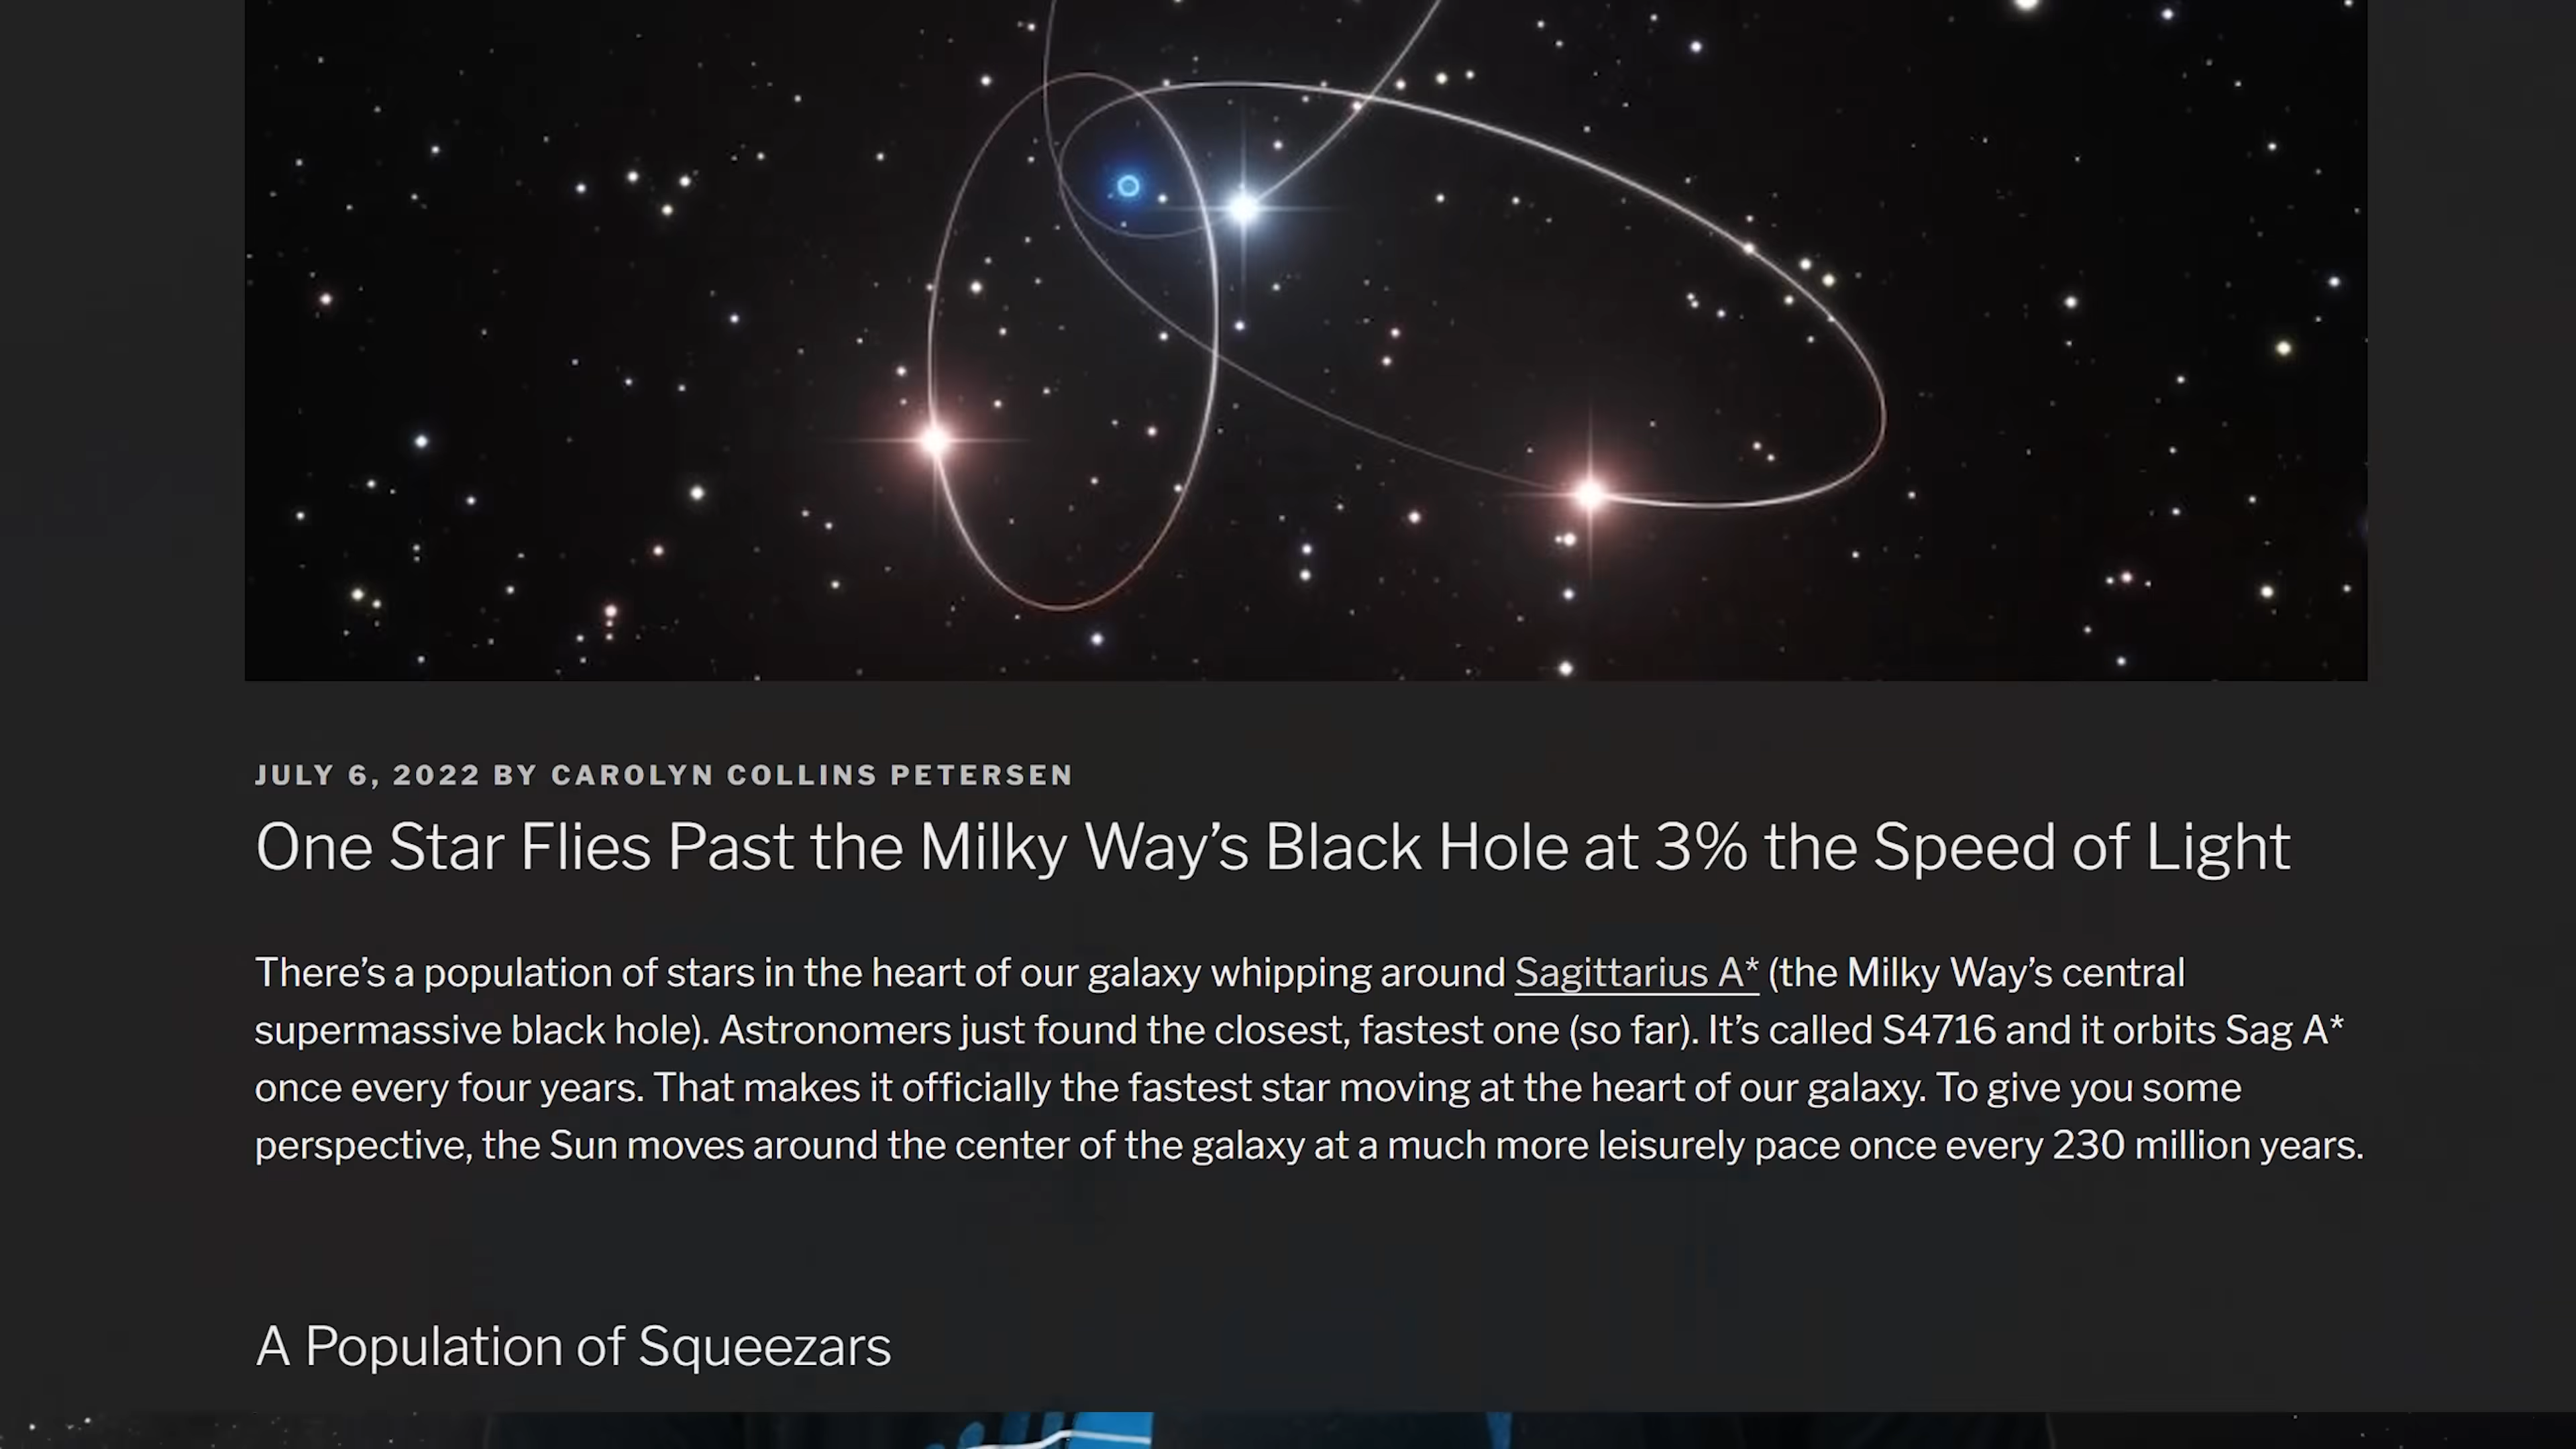 JULY 6, 2022 BY CAROLYN COLLINS PETERSEN
One Star Flies Past the Milky Way’s Black Hole at 3% the Speed of Light
There’s a population of stars in the heart of our galaxy whipping around Sagittarius A* (the Milky Way’s central
supermassive black hole). Astronomers just found the closest, fastest one (so far). It’s called S4716 and it orbits Sag A*
once every four years. That makes it officially the fastest star moving at the heart of our galaxy. To give you some
perspective, the Sun moves around the center of the galaxy at a much more leisurely pace once every 230 million years.
A Population of Squeezars